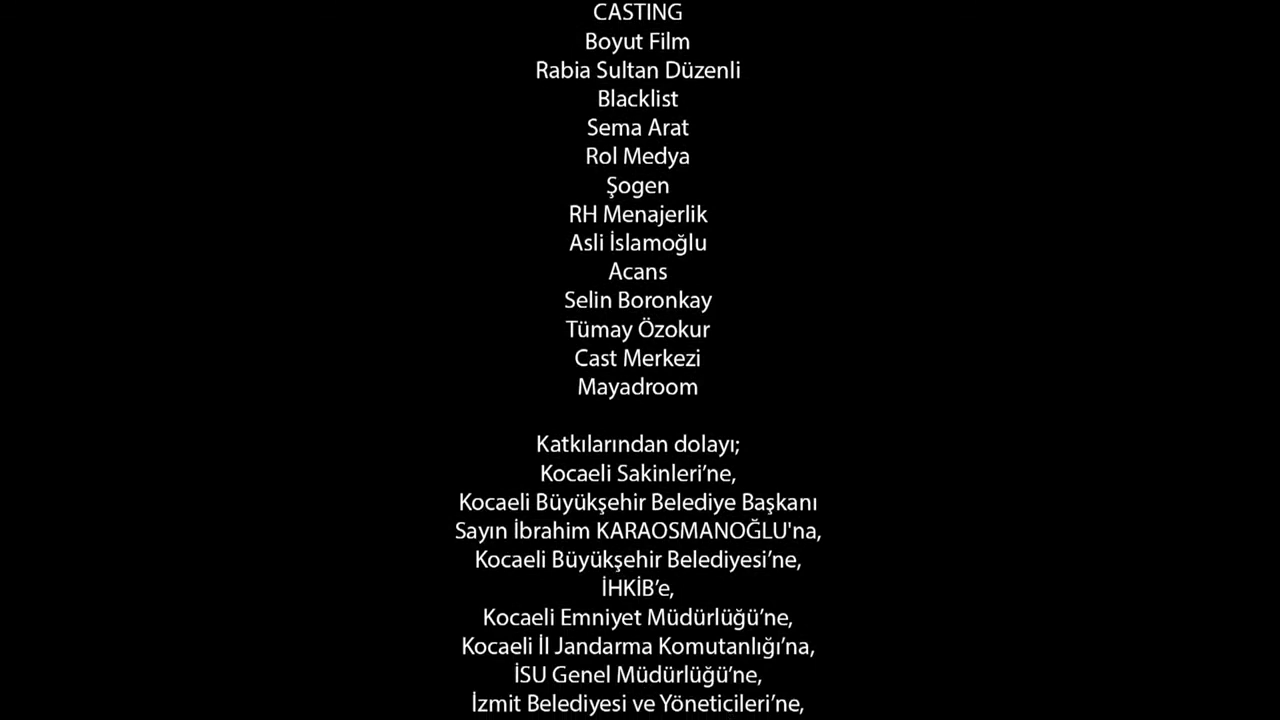 CASTING
Boyut Film
Rabia Sultan Düzenli
Blacklist
Sema Arat
Rol Medya
Şogen
RH Menajerlik
Asli İslamoğlu
Acans
Selin Boronkay
Tümay Özokur
Cast Merkezi
Mayadroom
Katkılarından dolayı;
Kocaeli Sakinleri’ne,
Kocaeli Büyükşehir Belediye Başkanı
Sayın İbrahim KARAOSMANOĞLU'na,
Kocaeli Büyükşehir Belediyesi’ne,
İHKİB’e,
Kocaeli Emniyet Müdürlüğü’ne,
Kocaeli İl Jandarma Komutanlığı’na,
İSU Genel Müdürlüğü’ne,
İzmit Belediyesi ve Yöneticileri’ne,